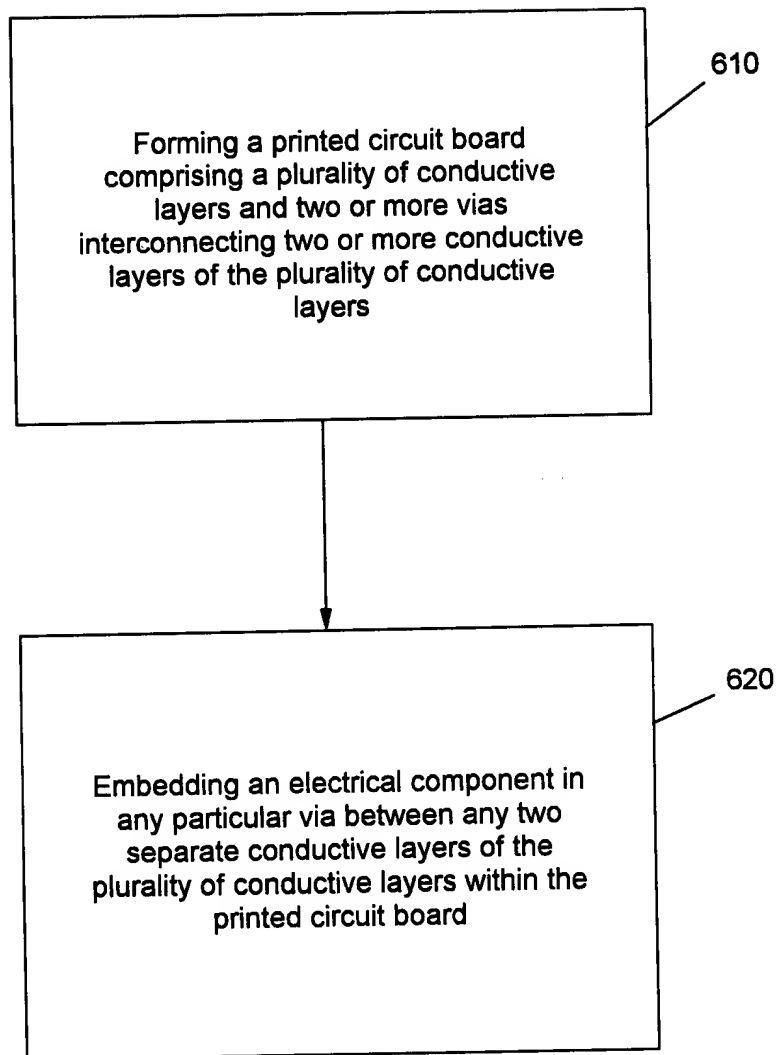 610
Forming a printed circuit board
comprising a plurality of conductive
layers and two or more vias
interconnecting two or more conductive
layers of the plurality of conductive
layers
620
Embedding an electrical component in
any particular via between any two
separate conductive layers of the
plurality of conductive layers within the
printed circuit board